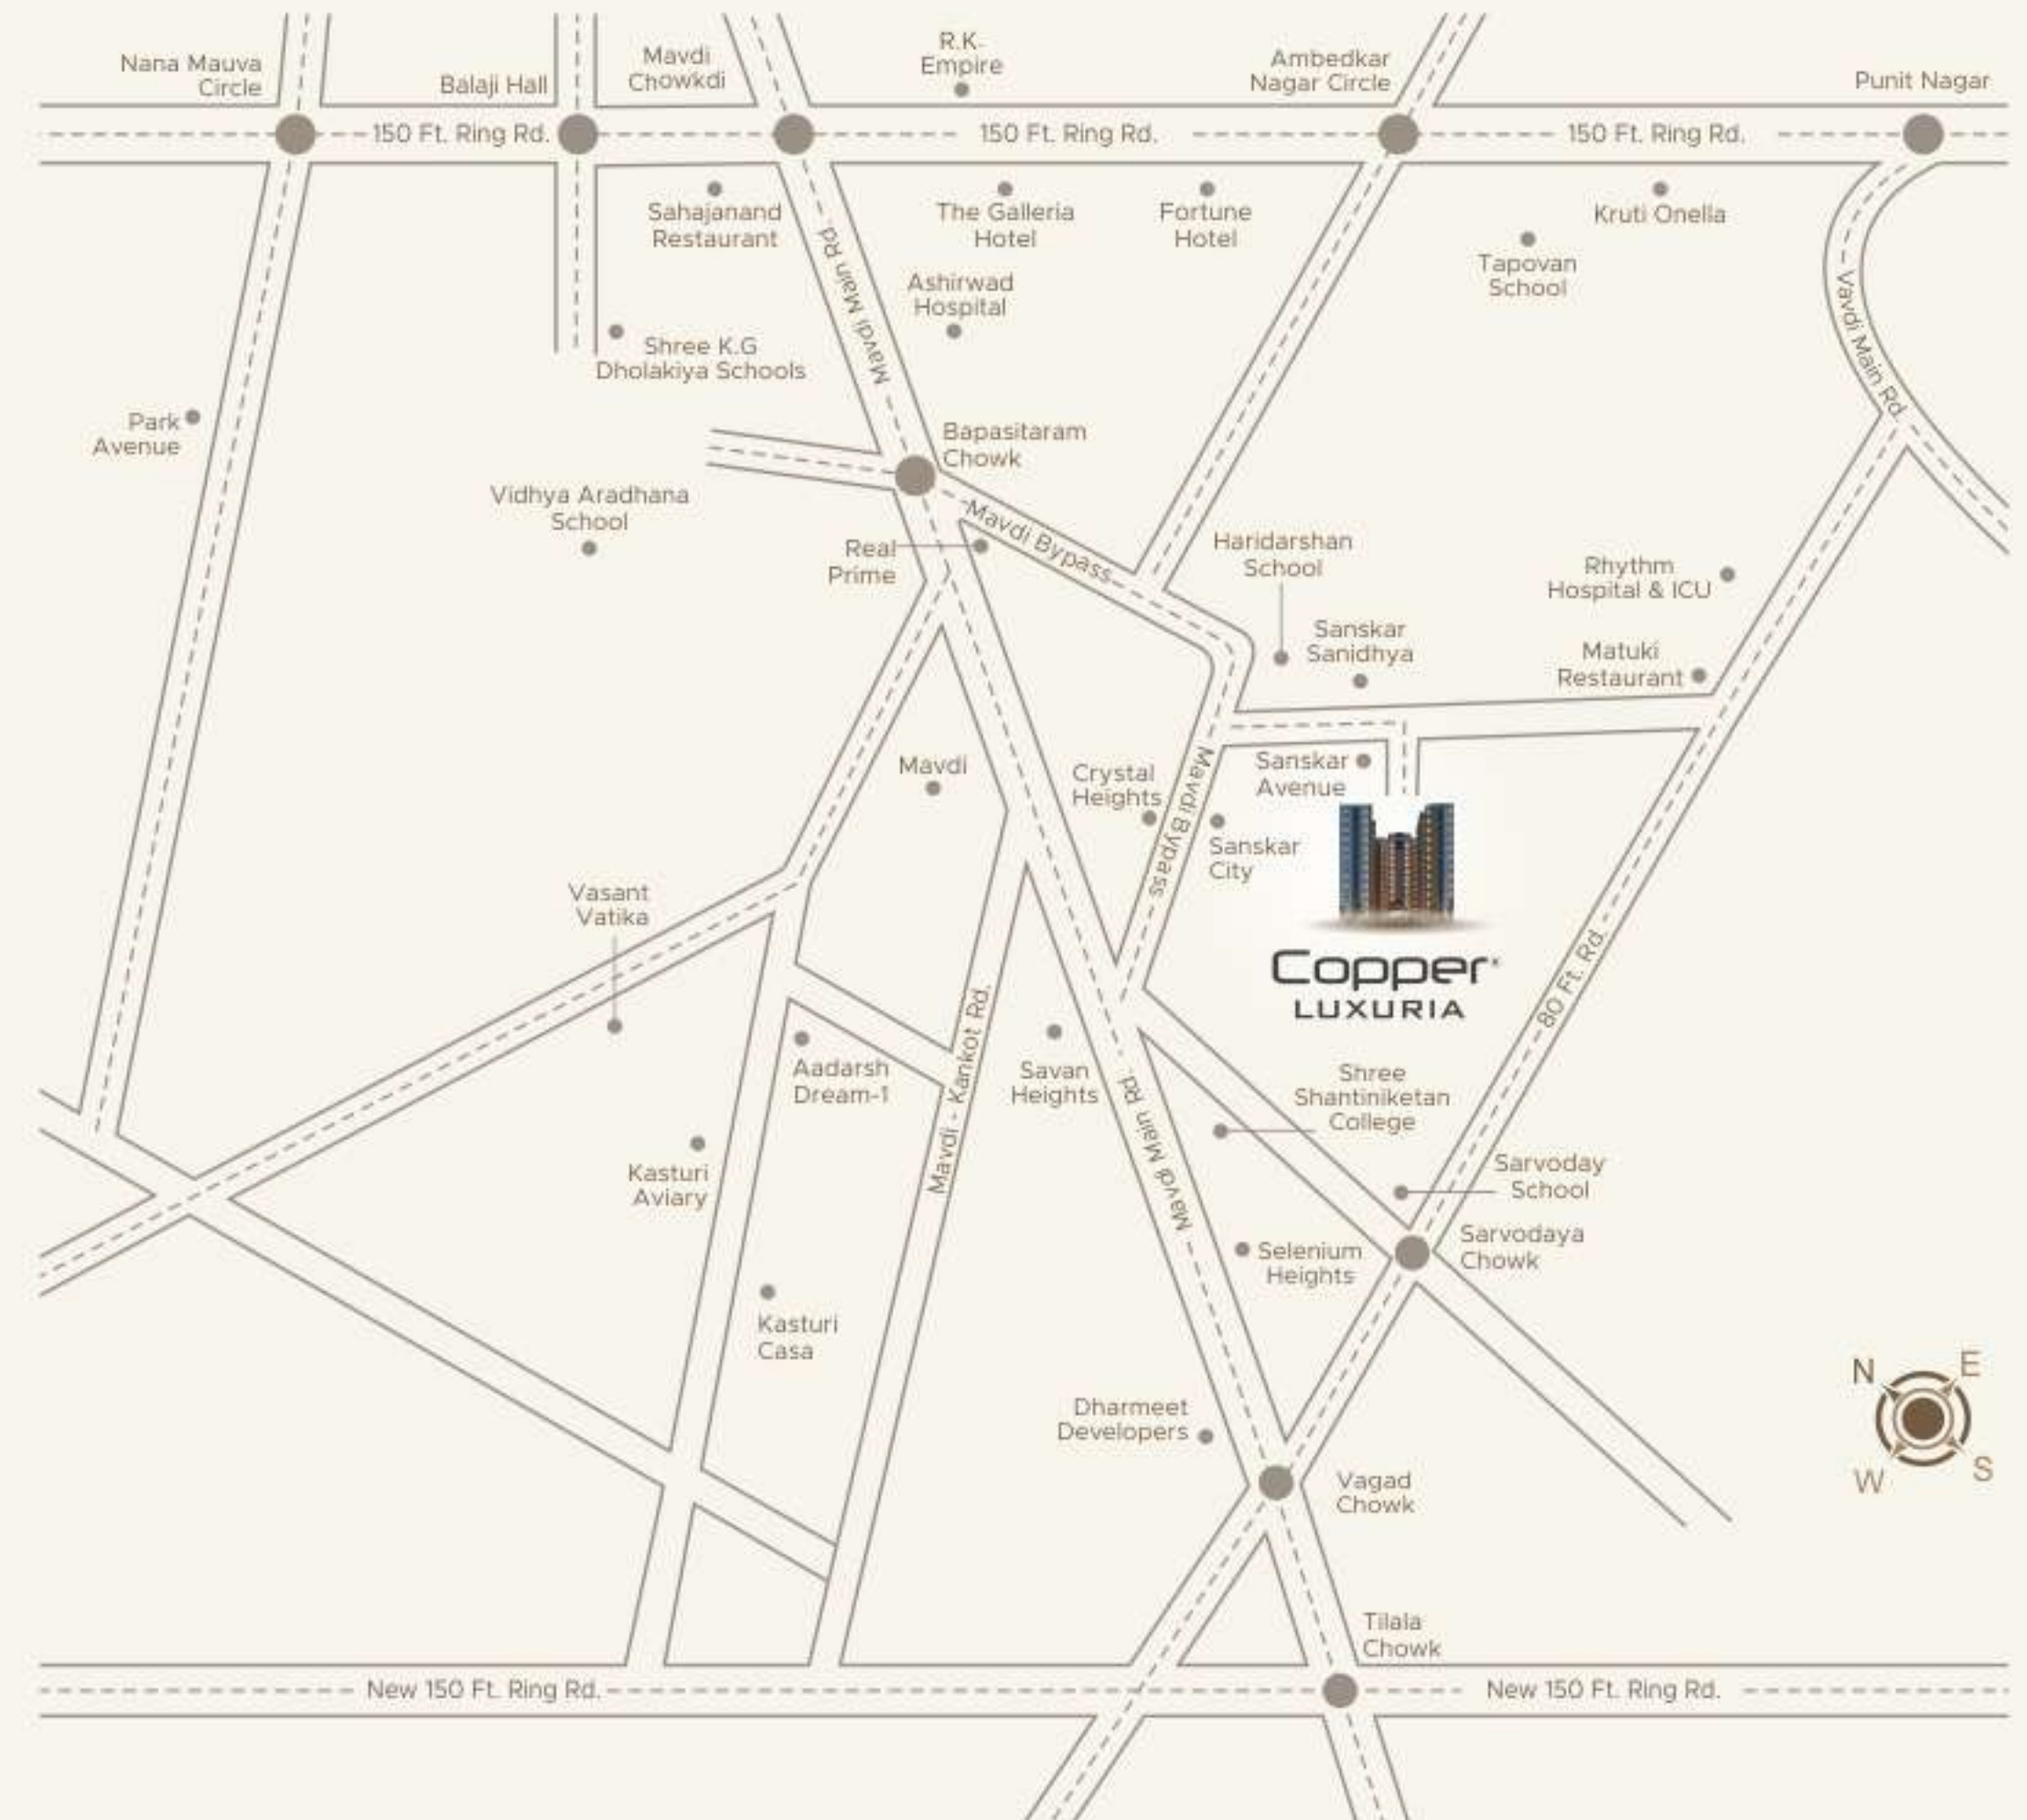 Nana Mauva
Circle
Balaji Hall
Mavdi
Chowkdi
R.K.
Empire
Ambedkar
Nagar Circle
Punit Nagar
150 Ft. Ring Rd.
150 Ft. Ring Rd.
150 Ft. Ring Rd.
Sahajanand
Restaurant
Mavdi Main Rd.
The Galleria
Hotel
Fortune
Hotel
Kruti Onella
Tapovan
School
Vavdi Main Rd.
Ashirwad
Hospital
Shree K.G
Dholakiya Schools
Park
Avenue
Bapasitaram
Chowk
Vidhya Aradhana
School
Real
Prime
Mavdi Bypass
Haridarshan
School
Rhythm
Hospital & ICU
Sanskar
Sanidhya
Matuki
Restaurant
Mavdi
Crystal
Heights
Mavdi Bypass
Sanskar
Avenue
Sanskar
City
Vasant
Vatika
Copper
LUXURIA
80 Ft. Rd.
Aadarsh
Dream-1
Mavdi - Kankot Rd.
Savan
Heights
Mavdi Main Rd.
Shree
Shantiniketan
College
Kasturi
Aviary
Sarvoday
School
Sarvodaya
Chowk
Selenium
Heights
Kasturi
Casa
Dharmeet
Developers
Vagad
Chowk
N
E
W
S
Tilala
Chowk
New 150 Ft. Ring Rd.
New 150 Ft. Ring Rd.